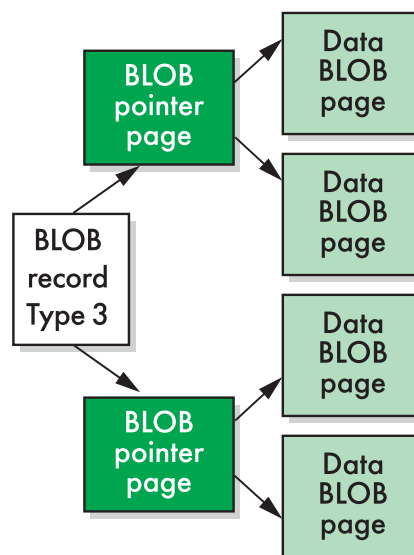 BLOB
pointer
page
Data
BLOB
page
Data
BLOB
page
BLOB
record
Type 3
BLOB
pointer
page
Data
BLOB
page
Data
BLOB
page